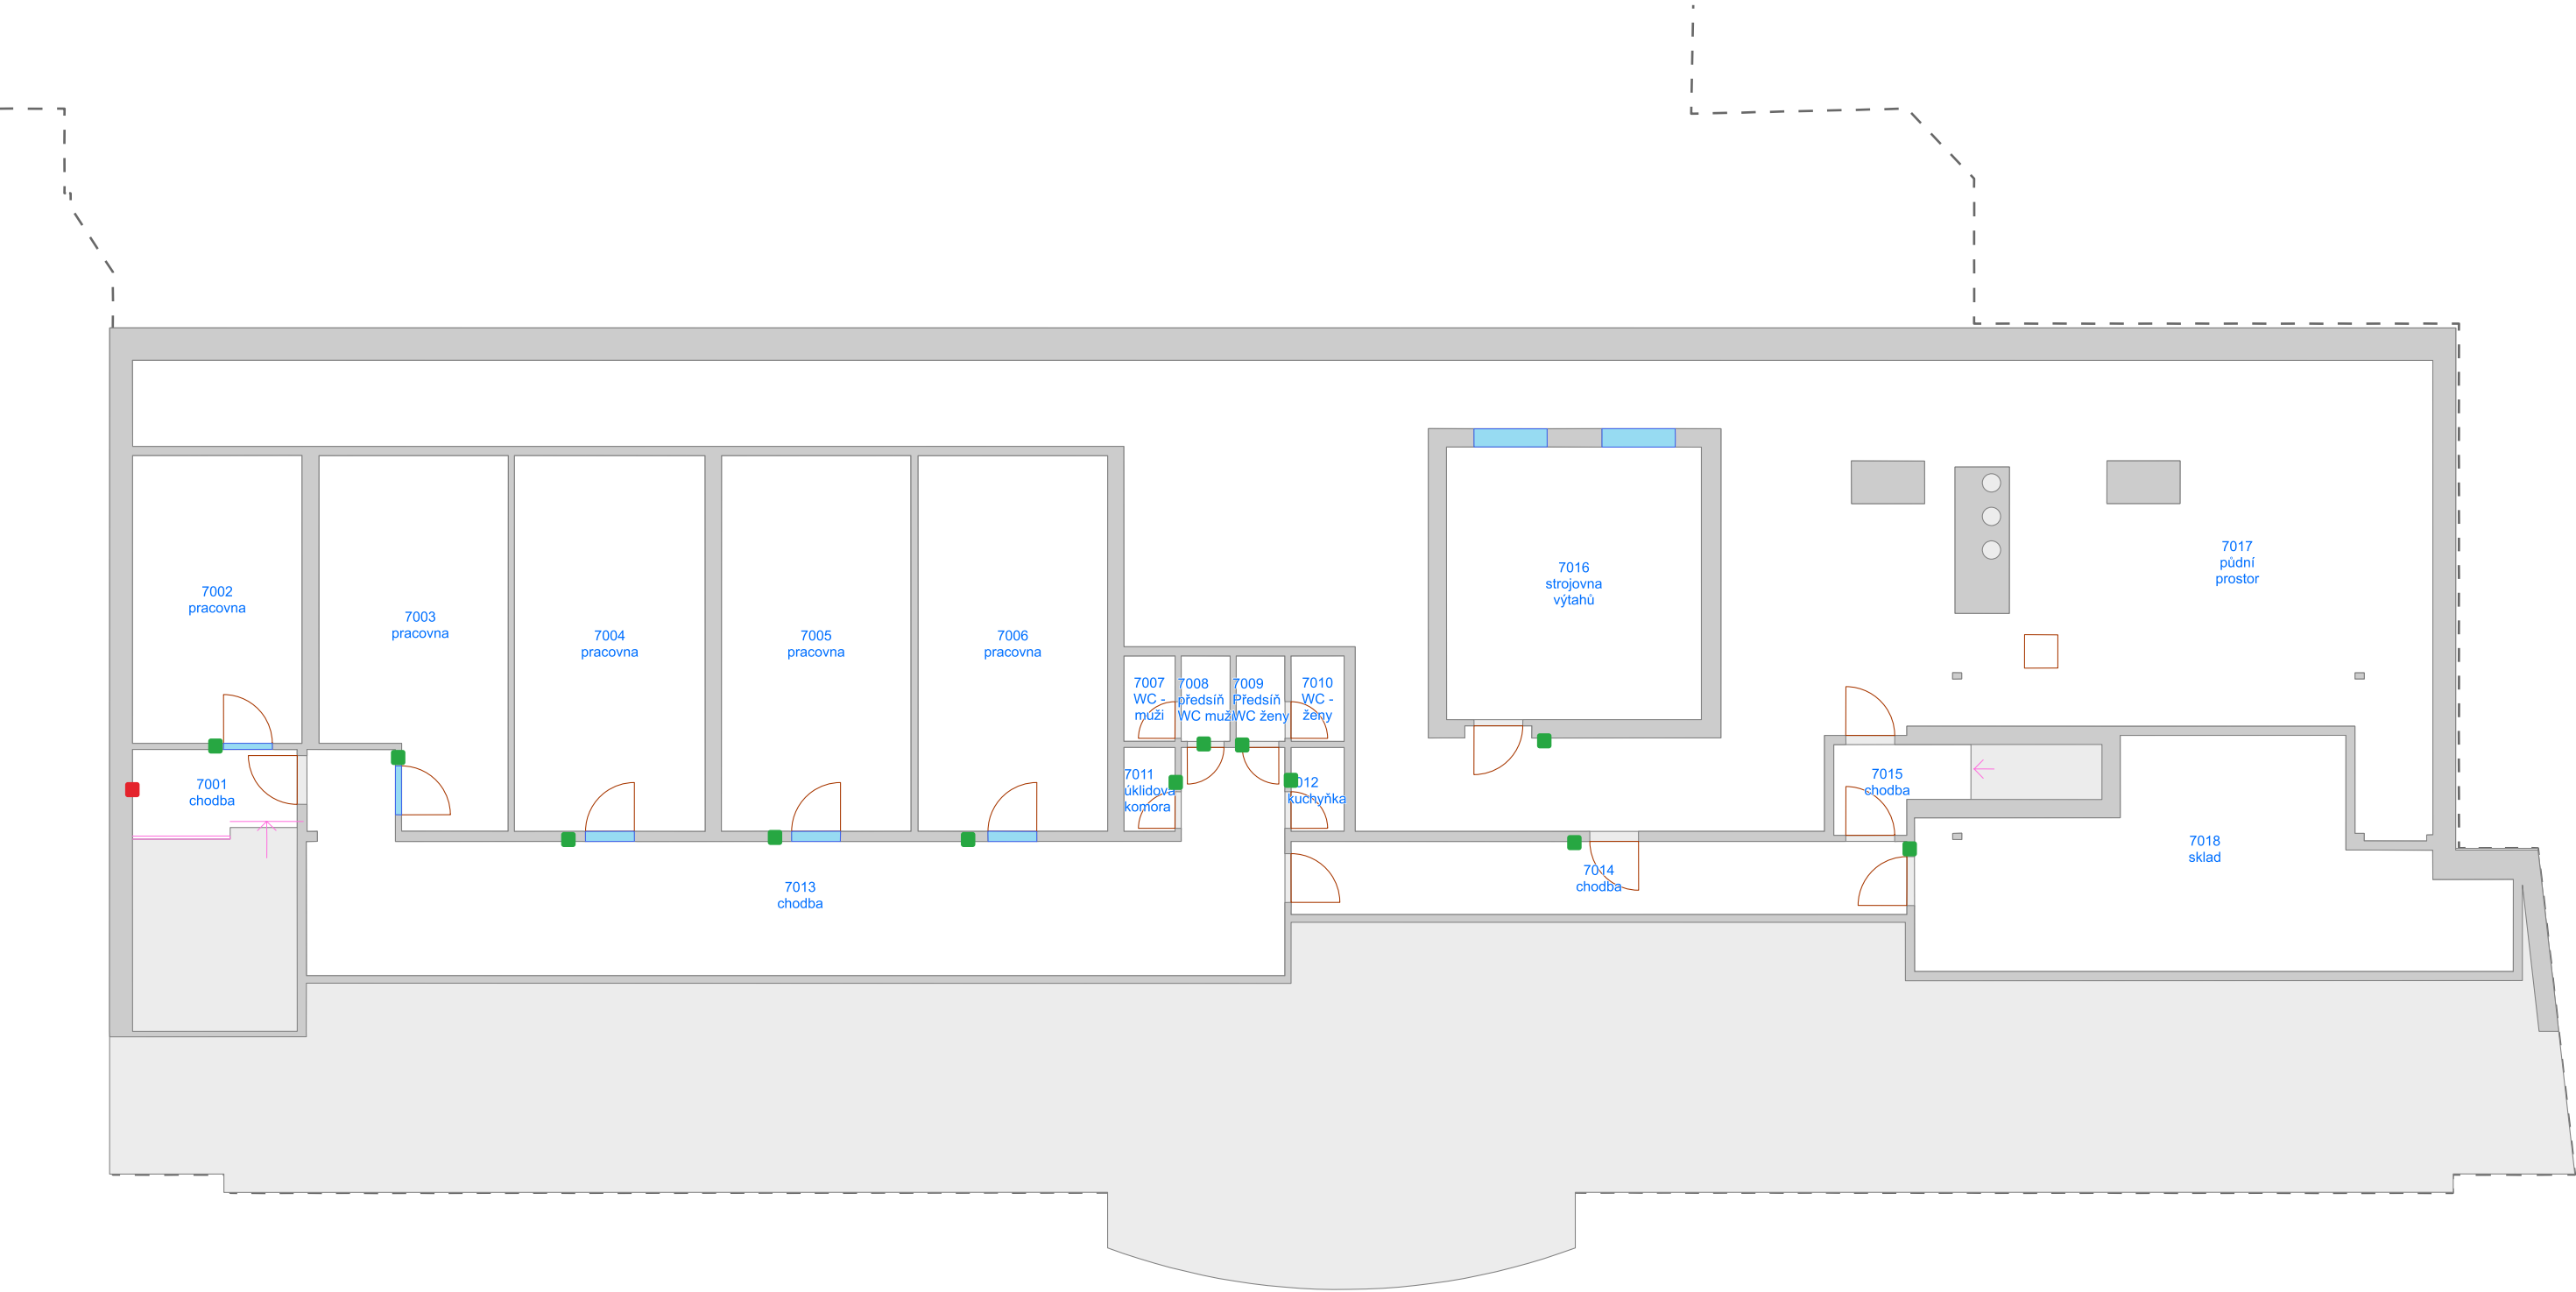 7002
pracovna
7003
pracovna
7004
pracovna
7005
pracovna
7006
pracovna
7007
WC -
muži
7008
předsíň
WC muži
7009
Předsíň
WC ženy
7010
WC -
ženy
7016
strojovna
výtahů
7017
půdní
prostor
7001
chodba
7011
úklidová
komora
012
kuchyňka
7015
chodba
7013
chodba
7014
chodba
7018
sklad